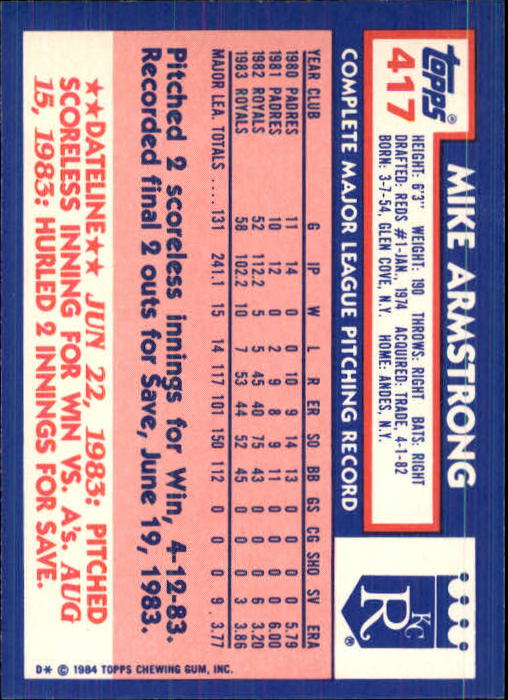 topps®
417
MIKE ARMSTRONG
HEIGHT: 6'3" WEIGHT: 190 THROWS: RIGHT BATS: RIGHT
DRAFTED: REDS #1-JAN., 1974 ACQUIRED: TRADE, 4-1-82
BORN: 3-7-54, GLEN COVE, N.Y. HOME: ANDES, N.Y.
KC
R
®
COMPLETE MAJOR LEAGUE PITCHING RECORD
YEAR CLUB G IP W L R ER SO BB GS CG SHO SV ERA
1980 PADRES 11 14 0 0 10 9 14 13 0 0 0 0 5.79
1981 PADRES 10 12 0 2 9 8 9 11 0 0 0 0 6.00
1982 ROYALS 52 112.2 5 5 45 40 75 43 0 0 0 6 3.20
1983 ROYALS 58 102.2 10 7 53 44 52 45 0 0 0 3 3.86
MAJOR LEA. TOTALS .... 131 241.1 15 14 117 101 150 112 0 0 0 9 3.77
Pitched 2 scoreless innings for Win, 4-12-83.
Recorded final 2 outs for Save, June 19, 1983.
★★DATELINE★★ JUN 22, 1983: PITCHED
SCORELESS INNING FOR WIN VS. A's. AUG
15, 1983: HURLED 2 INNINGS FOR SAVE.
D* © 1984 TOPPS CHEWING GUM, INC.